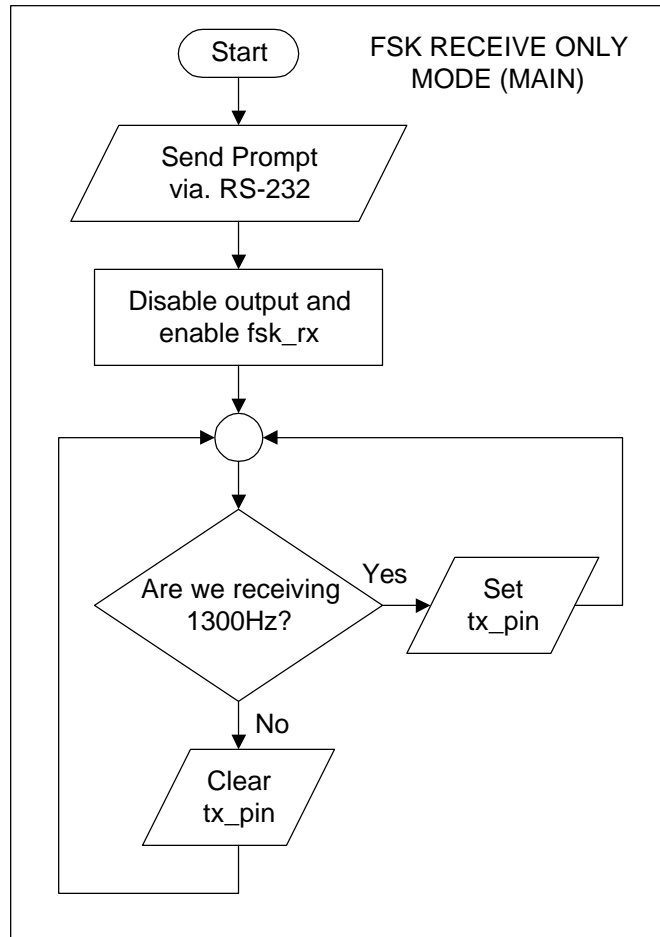 Start
FSK RECEIVE ONLY
MODE (MAIN)
Send Prompt
via. RS-232
Disable output and
enable fsk_rx
Are we receiving
1300Hz?
Yes
Set
tx_pin
No
Clear
tx_pin